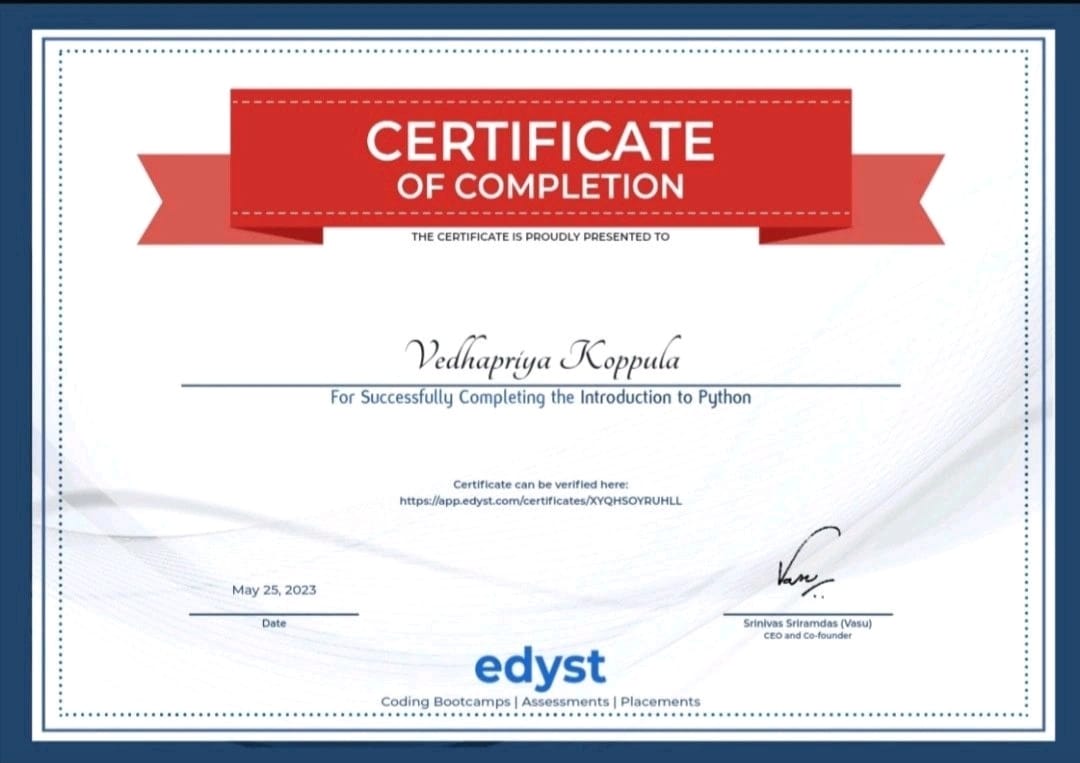 CERTIFICATE
OF COMPLETION
THE CERTIFICATE IS PROUDLY PRESENTED TO
Vedhapriya Koppula
For Successfully Completing the Introduction to Python
Certificate can be verified here:
https://app.edyst.com/certificates/XYQHSOYRUHLL
May 25, 2023
Date
Vasu
Srinivas Sriramdas (Vasu)
CEO and Co-founder
edyst
Coding Bootcamps | Assessments | Placements